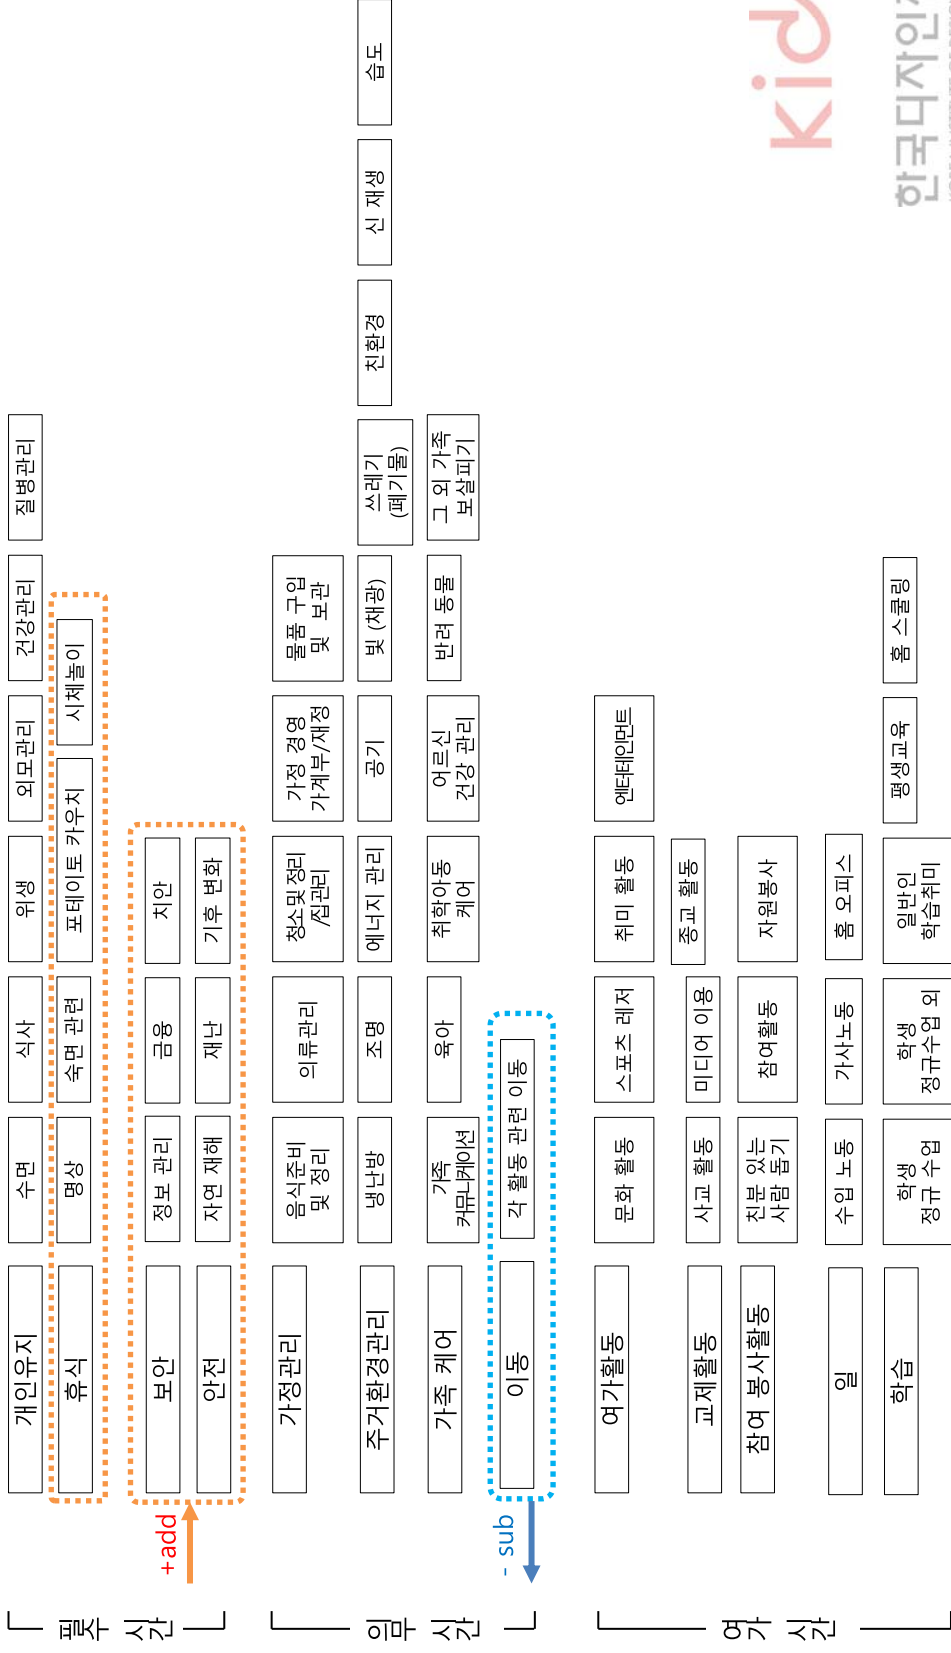 필수
시간
개인유지
수면
식사
위생
외모관리
건강관리
질병관리
휴식
명상
숙면 관련
포테이토 카우치
시체놀이
+add
보안
정보 관리
금융
치안
안전
자연 재해
재난
기후 변화
의무
시간
가정관리
음식준비
및 정리
의류관리
청소및정리
/집관리
가정 경영
가계부/재정
물품 구입
및 보관
주거환경관리
냉난방
조명
에너지 관리
공기
빛 (채광)
쓰레기
(폐기물)
친환경
신 재생
습도
가족 케어
가족
커뮤니케이션
육아
취학아동
케어
어르신
건강 관리
반려 동물
그 외 가족
보살피기
- sub
이동
각 활동 관련 이동
여가
시간
여가활동
문화 활동
스포츠 레저
취미 활동
엔터테인먼트
교제활동
사교 활동
미디어 이용
종교 활동
참여 봉사활동
친분 있는
사람 돕기
참여활동
자원봉사
일
수입 노동
가사노동
홈 오피스
학습
학생
정규 수업
학생
정규수업 외
일반인
학습취미
평생교육
홈 스쿨링
kid
한국디자인